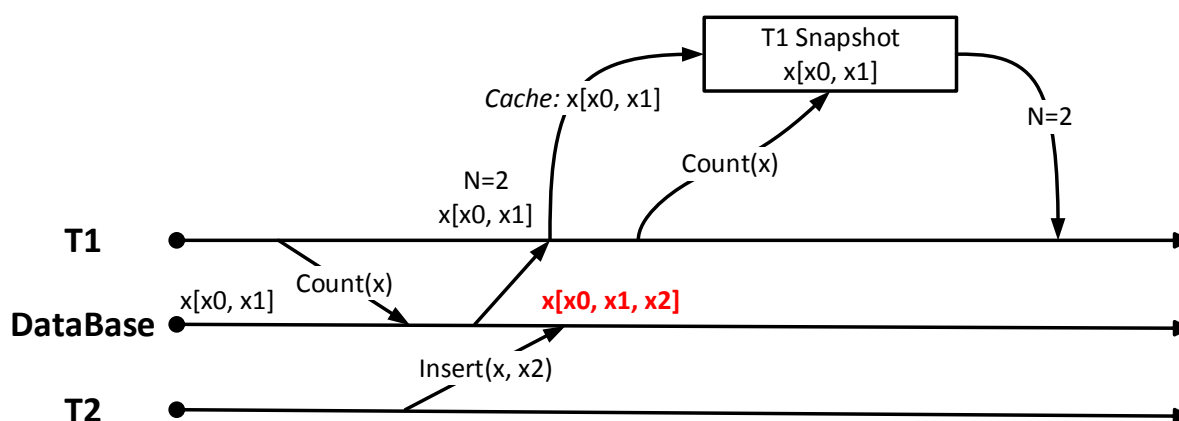 T1 Snapshot
x[x0, x1]
Cache: x[x0, x1]
N=2
Count(x)
N=2
x[x0, x1]
T1
Count(x)
x[x0, x1]
x[x0, x1, x2]
DataBase
Insert(x, x2)
T2